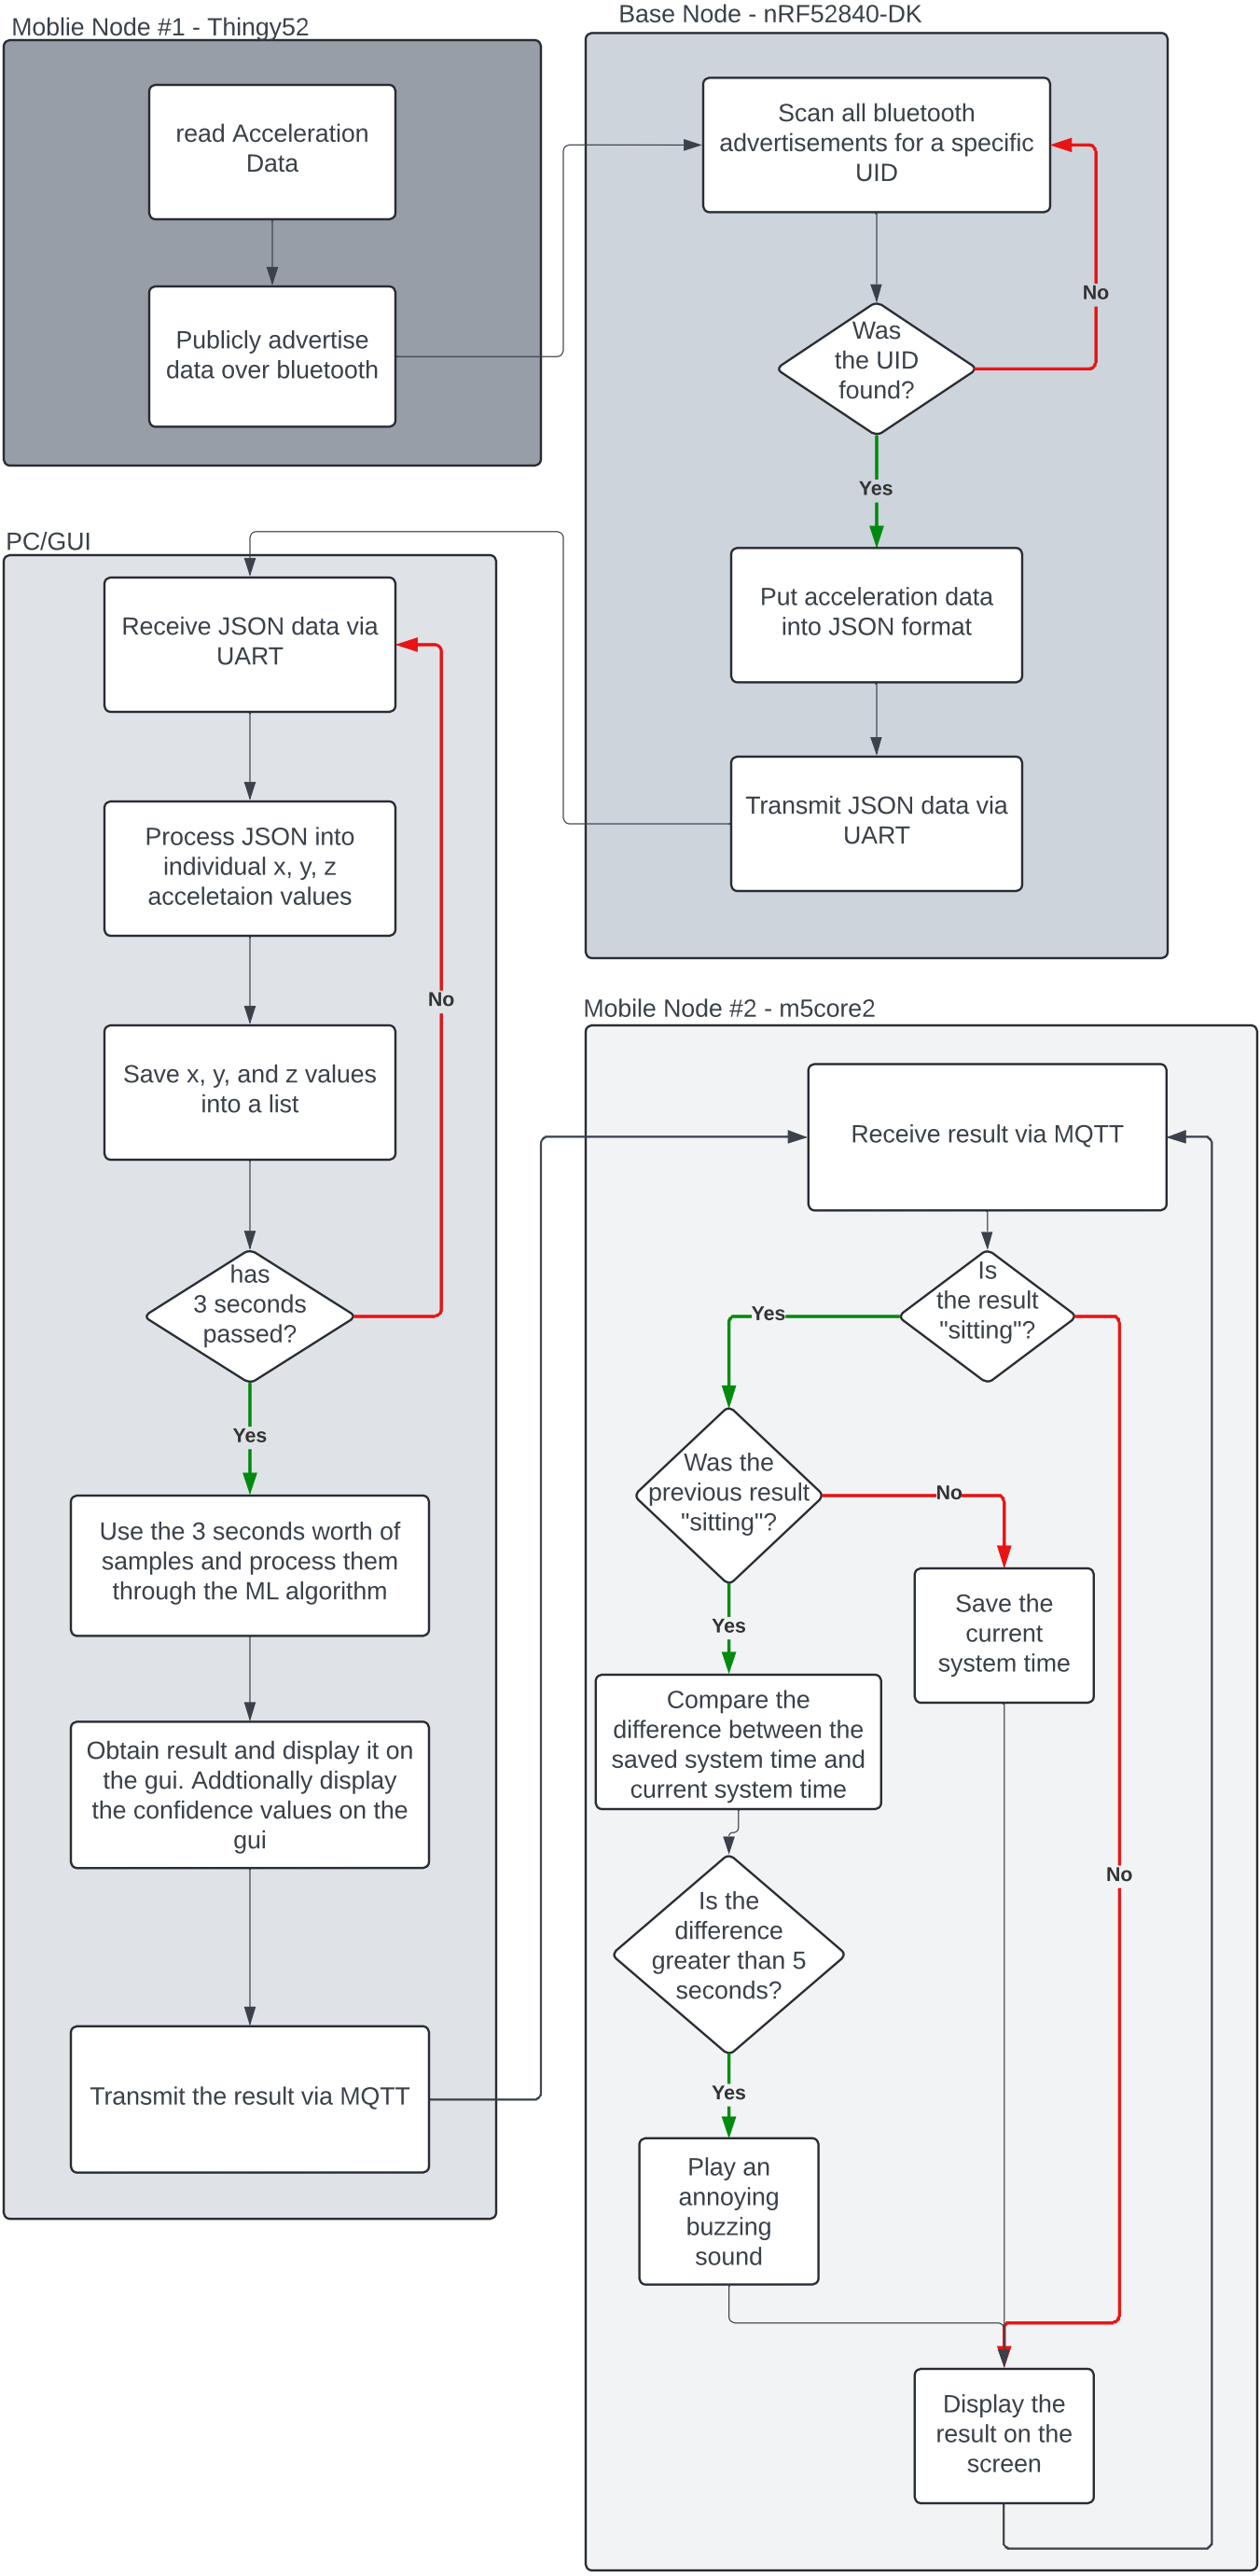 Moblie Node #1 - Thingy52
read Acceleration
Data
Publicly advertise
data over bluetooth
Base Node - nRF52840-DK
Scan all bluetooth
advertisements for a specific
UID
Was
the UID
found?
No
Yes
Put acceleration data
into JSON format
Transmit JSON data via
UART
PC/GUI
Receive JSON data via
UART
Process JSON into
individual x, y, z
acceletaion values
Save x, y, and z values
into a list
No
has
3 seconds
passed?
Yes
Use the 3 seconds worth of
samples and process them
through the ML algorithm
Obtain result and display it on
the gui. Addtionally display
the confidence values on the
gui
Transmit the result via MQTT
Mobile Node #2 - m5core2
Receive result via MQTT
Is
the result
"sitting"?
Yes
Was the
previous result
"sitting"?
No
Save the
current
system time
Yes
Compare the
difference between the
saved system time and
current system time
No
Is the
difference
greater than 5
seconds?
Yes
Play an
annoying
buzzing
sound
Display the
result on the
screen